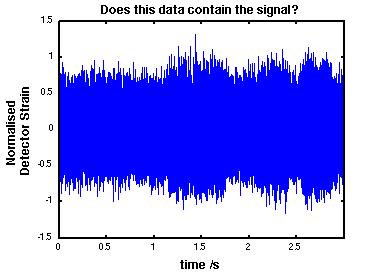 Does this data contain the signal?
1.5
1
0.5
0
-0.5
-1
-1.5
Normalised
Detector Strain
0 0.5 1 1.5 2 2.5
time /s